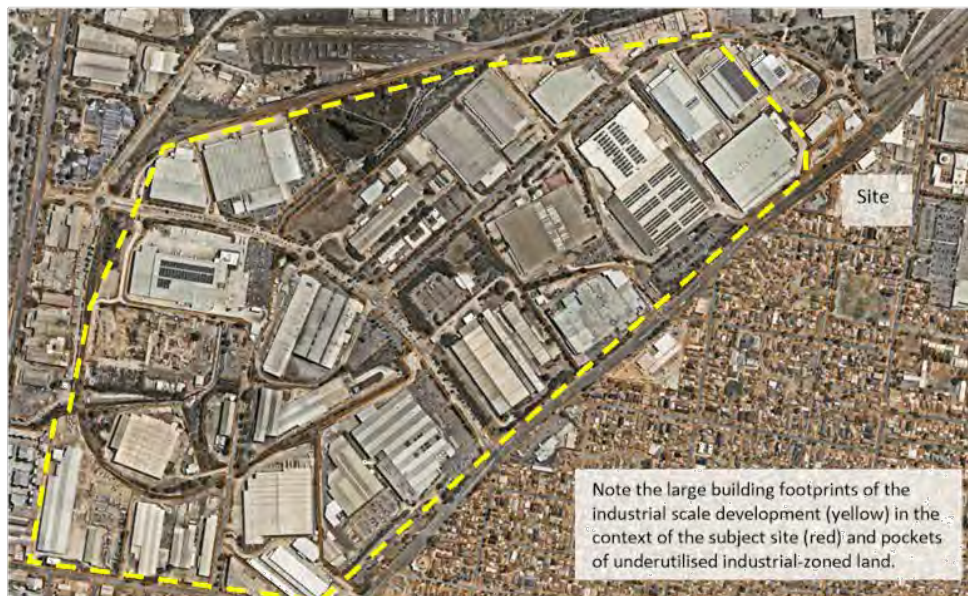 Site
Note the large building footprints of the
industrial scale development (yellow) in the
context of the subject site (red) and pockets
of underutilised industrial-zoned land.